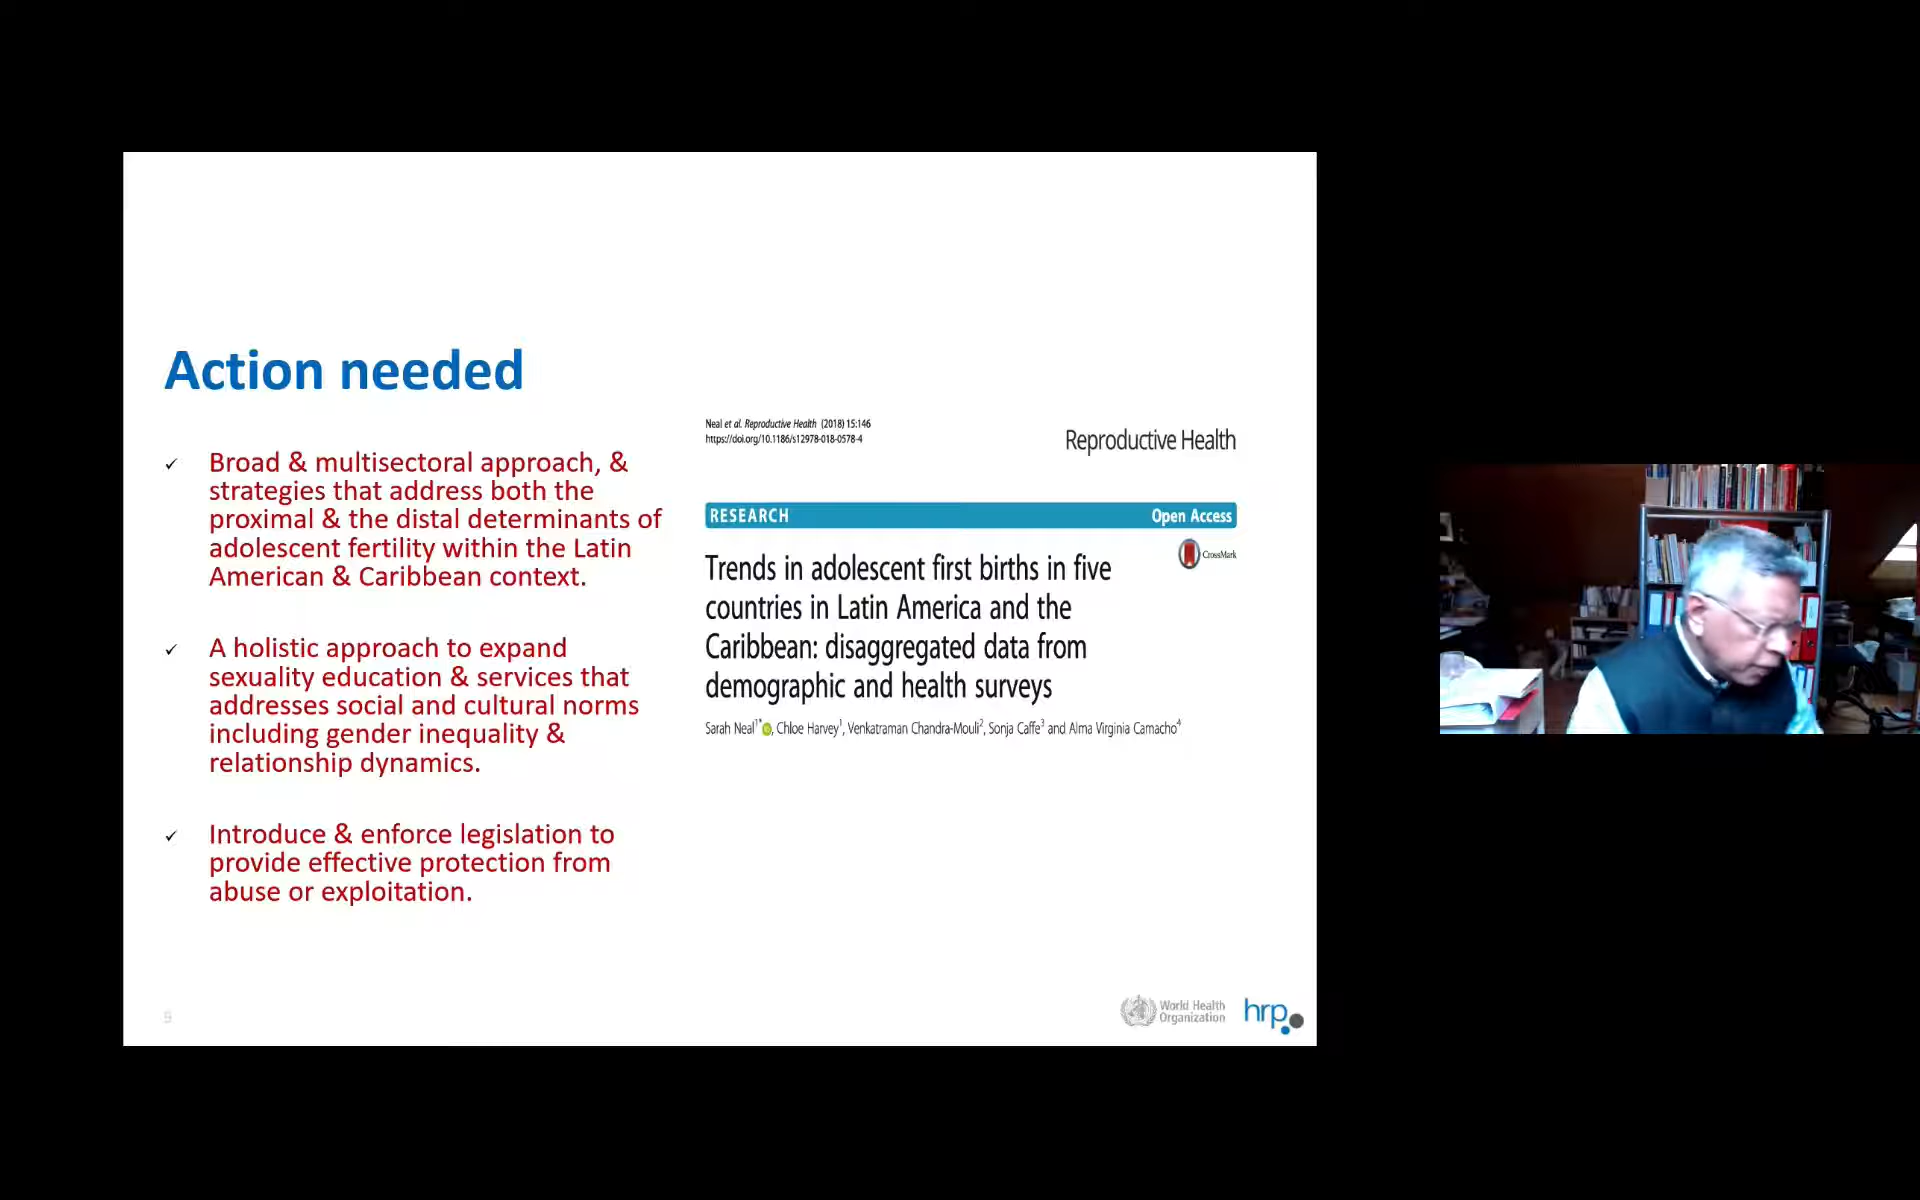 Action needed
✓ Broad & multisectoral approach, &
strategies that address both the
proximal & the distal determinants of
adolescent fertility within the Latin
American & Caribbean context.
✓ A holistic approach to expand
sexuality education & services that
addresses social and cultural norms
including gender inequality &
relationship dynamics.
✓ Introduce & enforce legislation to
provide effective protection from
abuse or exploitation.
Neal et al. Reproductive Health (2018) 15:146
https://doi.org/10.1186/s12978-018-0578-4
Reproductive Health
RESEARCH Open Access
CrossMark
Trends in adolescent first births in five
countries in Latin America and the
Caribbean: disaggregated data from
demographic and health surveys
Sarah Neal1*, Chloe Harvey1, Venkatraman Chandra-Mouli2, Sonja Caffe3 and Alma Virginia Camacho4
World Health
Organization
hrp